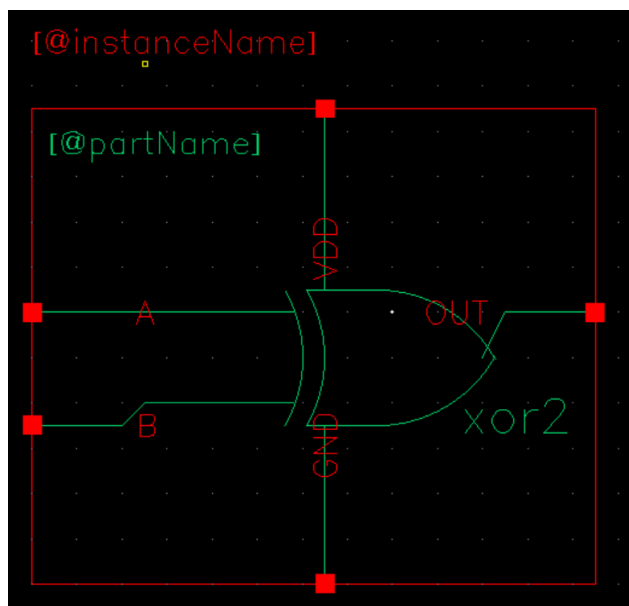 [@instanceName]
[@partName]
VDD
A
OUT
B
GND
xor2